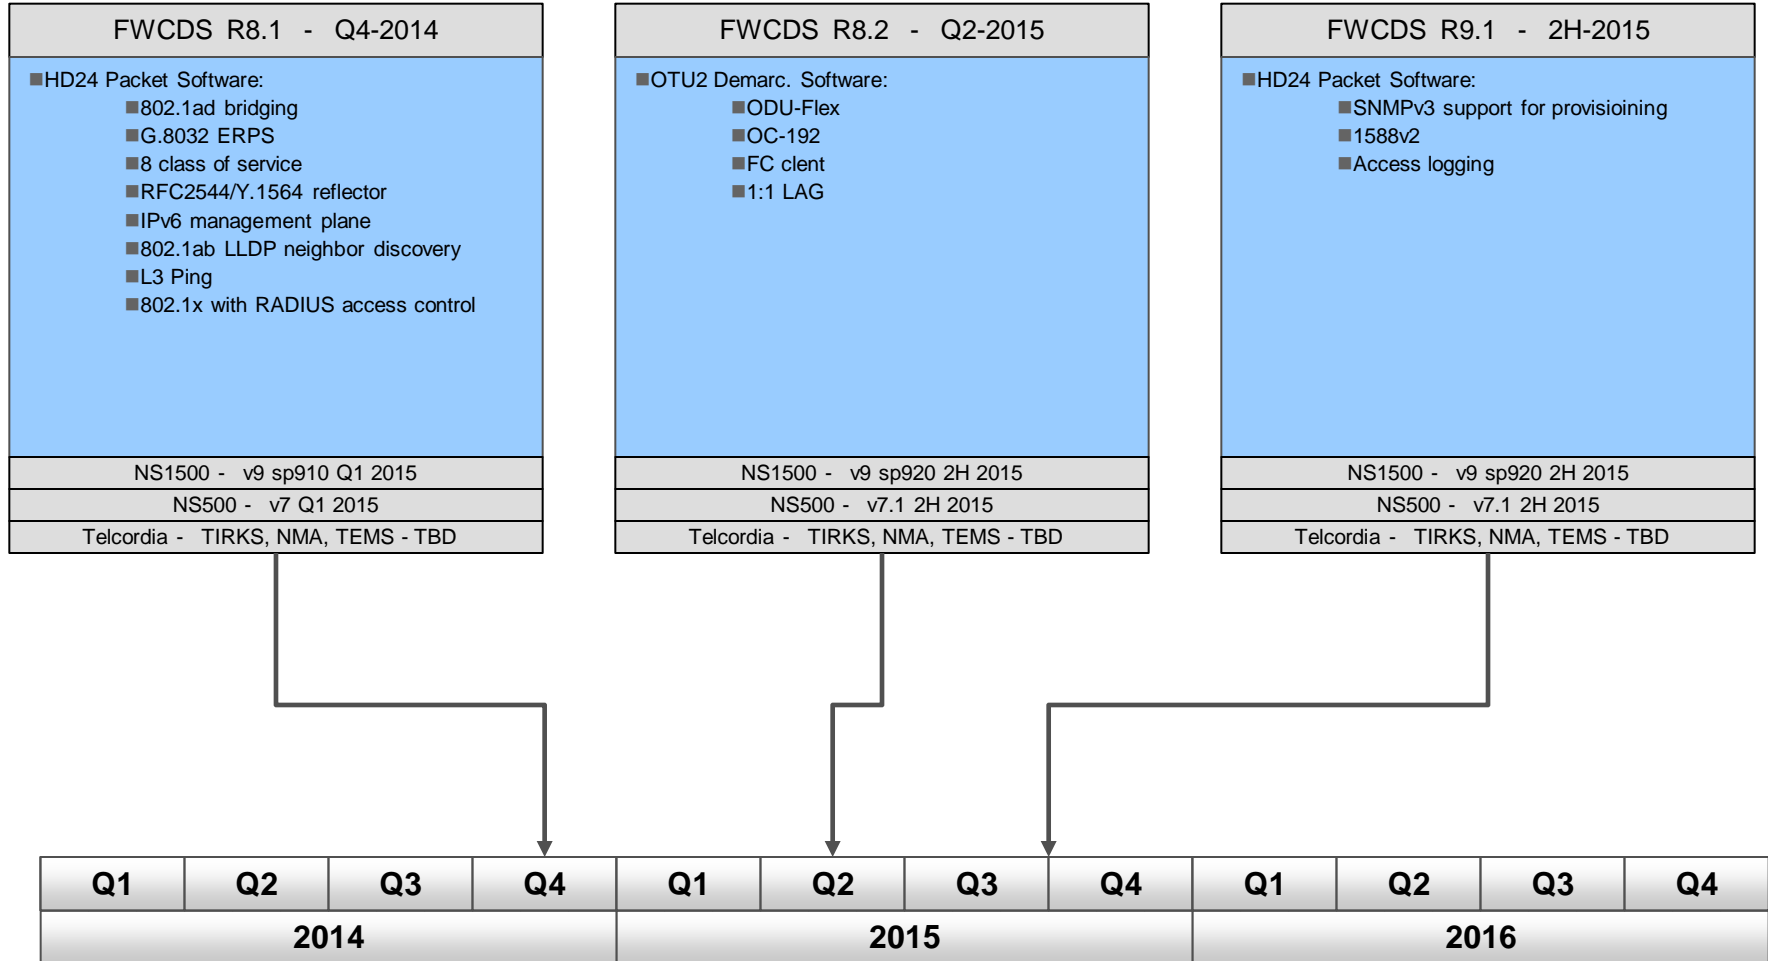 FWCDS R8.1 - Q4-2014
HD24 Packet Software:
802.1ad bridging
G.8032 ERPS
8 class of service
RFC2544/Y.1564 reflector
IPv6 management plane
802.1ab LLDP neighbor discovery
L3 Ping
802.1x with RADIUS access control
NS1500 - v9 sp910 Q1 2015
NS500 - v7 Q1 2015
Telcordia - TIRKS, NMA, TEMS - TBD
FWCDS R8.2 - Q2-2015
OTU2 Demarc. Software:
ODU-Flex
OC-192
FC clent
1:1 LAG
NS1500 - v9 sp920 2H 2015
NS500 - v7.1 2H 2015
Telcordia - TIRKS, NMA, TEMS - TBD
FWCDS R9.1 - 2H-2015
HD24 Packet Software:
SNMPv3 support for provisioining
1588v2
Access logging
NS1500 - v9 sp920 2H 2015
NS500 - v7.1 2H 2015
Telcordia - TIRKS, NMA, TEMS - TBD
Q1 Q2 Q3 Q4 Q1 Q2 Q3 Q4 Q1 Q2 Q3 Q4
2014 2015 2016